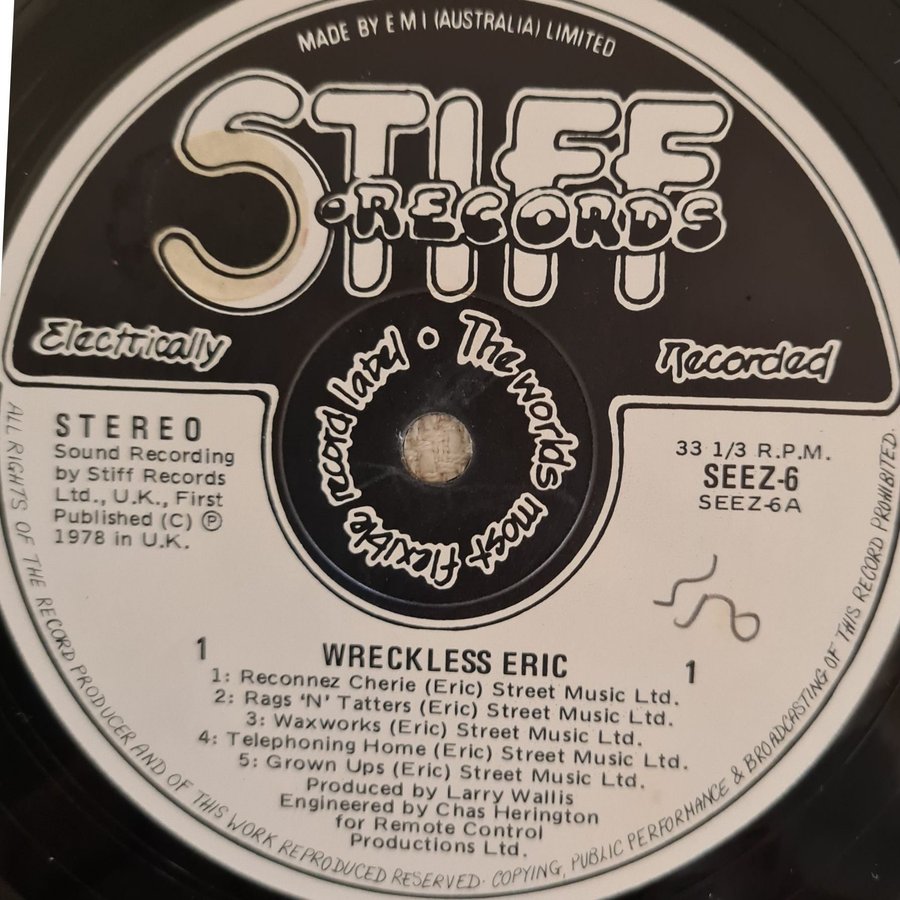 MADE BY E M I (AUSTRALIA) LIMITED
STIFF
RECORDS
Electrically
Recorded
The worlds most flexible record label
STEREO
Sound Recording
by Stiff Records
Ltd., U.K., First
Published (C) Ⓟ
1978 in U.K.
33 1/3 R.P.M.
SEEZ-6
SEEZ-6A
1
WRECKLESS ERIC
1
1: Reconnez Cherie (Eric) Street Music Ltd.
2: Rags 'N' Tatters (Eric) Street Music Ltd.
3: Waxworks (Eric) Street Music Ltd.
4: Telephoning Home (Eric) Street Music Ltd.
5: Grown Ups (Eric) Street Music Ltd.
Produced by Larry Wallis
Engineered by Chas Herington
for Remote Control
Productions Ltd.
ALL RIGHTS OF THE RECORD PRODUCER AND OF THIS WORK REPRODUCED RESERVED. COPYING, PUBLIC PERFORMANCE & BROADCASTING OF THIS RECORD PROHIBITED.